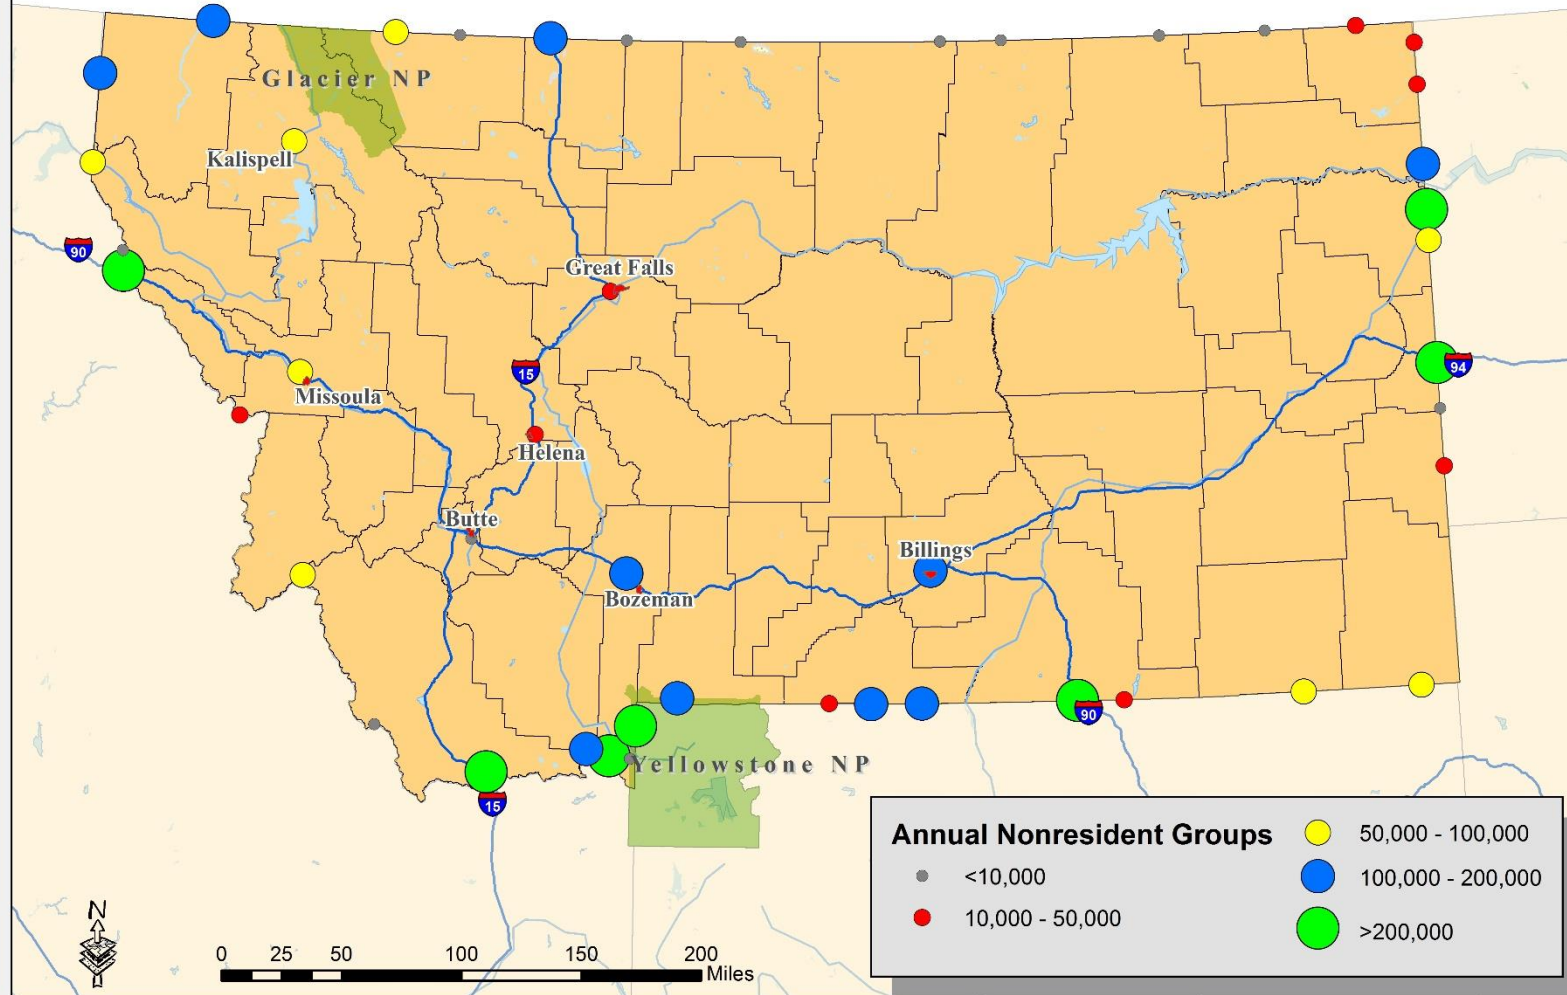 Glacier NP
Kalispell
90
Great Falls
15
94
Missoula
Helena
Butte
Billings
Bozeman
90
Yellowstone NP
15
Annual Nonresident Groups
<10,000
10,000 - 50,000
50,000 - 100,000
100,000 - 200,000
>200,000
N
0 25 50 100 150 200
Miles